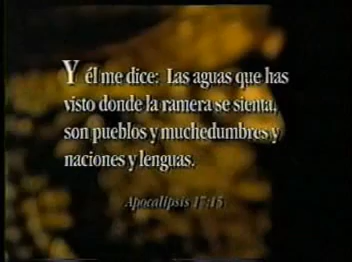 Y él me dice: Las aguas que has
visto donde la ramera se sienta,
son pueblos y muchedumbres y
naciones y lenguas.
Apocalipsis 17:15